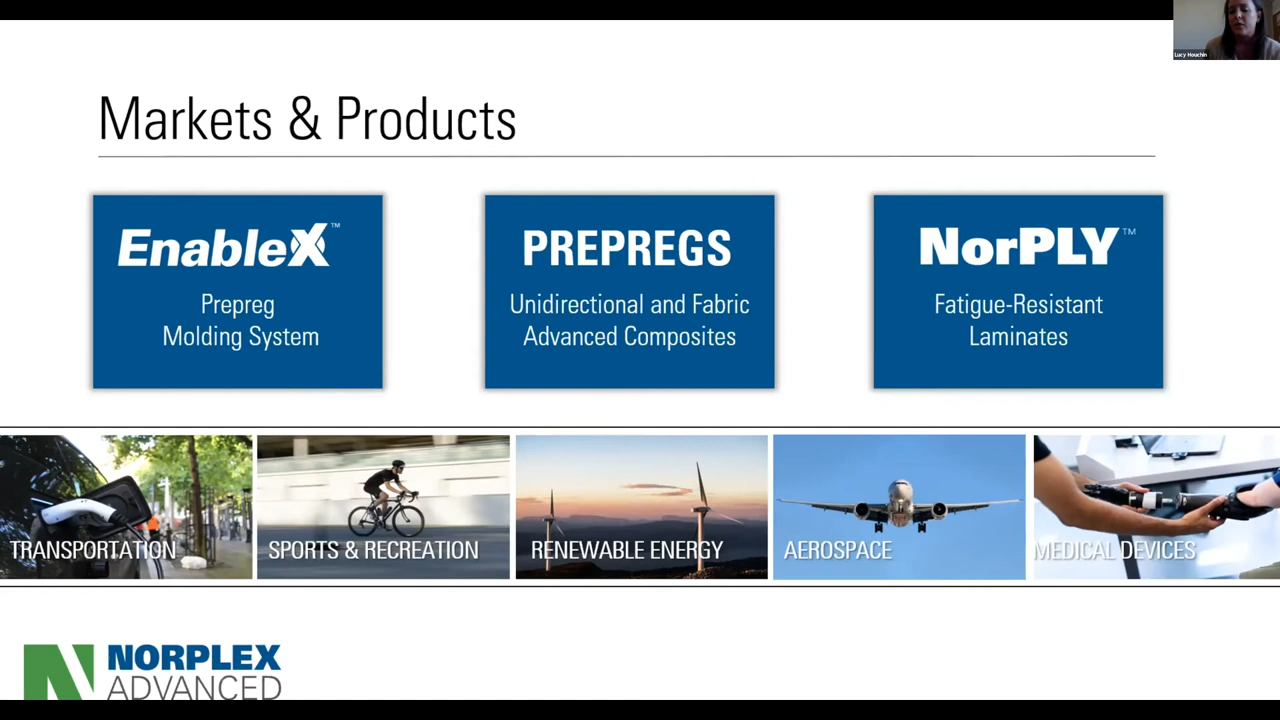 Lucy Houchin
Markets & Products
EnableX™
Prepreg
Molding System
PREPREGS
Unidirectional and Fabric
Advanced Composites
NorPLY™
Fatigue-Resistant
Laminates
TRANSPORTATION
SPORTS & RECREATION
RENEWABLE ENERGY
AEROSPACE
MEDICAL DEVICES
N NORPLEX
ADVANCED